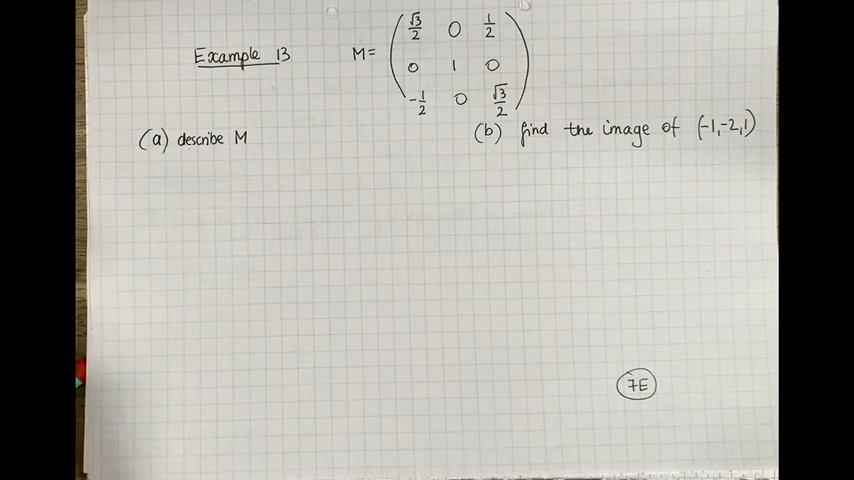 Example 13 M= ( √3/2 0 1/2
0 1 0
-1/2 0 √3/2 )
(a) describe M (b) find the image of (-1,-2,1)
7E